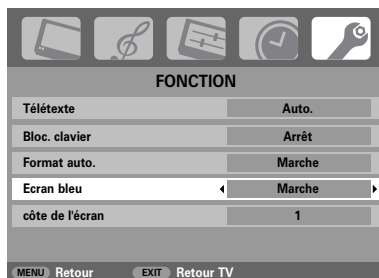 FONCTION
Télétexte Auto.
Bloc. clavier Arrêt
Format auto. Marche
Ecran bleu Marche
côte de l'écran 1
MENU Retour EXIT Retour TV